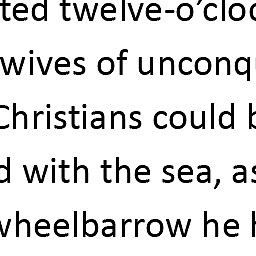 ted twelve-o’cloc
wives of unconqu
Christians could b
d with the sea, as
wheelbarrow he h